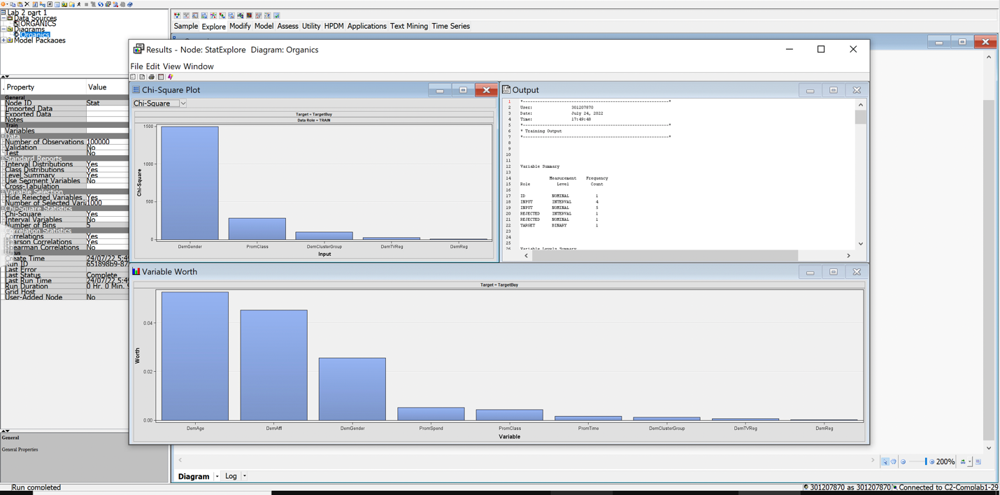 Lab 2 part 1
Data Sources
ORGANICS
Diagrams
Organics
Model Packages
Sample Explore Modify Model Assess Utility HPDM Applications Text Mining Time Series
. Property Value
General
Node ID Stat
Imported Data
Exported Data
Notes
Train
Variables
Data
Number of Observations 100000
Validation No
Test No
Standard Reports
Interval Distributions Yes
Class Distributions Yes
Level Summary Yes
Use Segment Variables No
Cross-Tabulation
Variable Selection
Hide Rejected Variables Yes
Number of Selected Vari 1000
Chi-Square Statistics
Chi-Square Yes
Interval Variables No
Number of Bins 5
Correlation Statistics
Correlations Yes
earson Correlations Yes
pearman Correlations No
Create Time 24/07/22 5:4
un ID 651898b9-87
Last Error
Last Status Complete
Last Run Time 24/07/22 5:4
Run Duration 0 Hr. 0 Min.
Grid Host
User-Added Node No
General
General Properties
Results - Node: StatExplore Diagram: Organics
File Edit View Window
Chi-Square Plot
Chi-Square
Target = TargetBuy
Data Role = TRAIN
Chi-Square
1500
1000
500
0
DemGender PromClass DemClusterGroup DemTVReg DemReg
Input
Output
1 *------------------------------------------------------------*
2 User: 301207870
3 Date: July 24, 2022
4 Time: 17:49:48
5 *------------------------------------------------------------*
6 * Training Output
7 *------------------------------------------------------------*
8
9
10
11
12 Variable Summary
13
14 Measurement Frequency
15 Role Level Count
16
17 ID NOMINAL 1
18 INPUT INTERVAL 4
19 INPUT NOMINAL 5
20 REJECTED INTERVAL 1
21 REJECTED NOMINAL 1
22 TARGET BINARY 1
23
24
25
26 Variable Levels Summary
Variable Worth
Target = TargetBuy
Worth
0.04
0.02
0.00
DemAge DemAffl DemGender PromSpend PromClass PromTime DemClusterGroup DemTVReg DemReg
Variable
200%
Diagram Log
Run completed
301207870 as 301207870 Connected to C2-Complab1-29